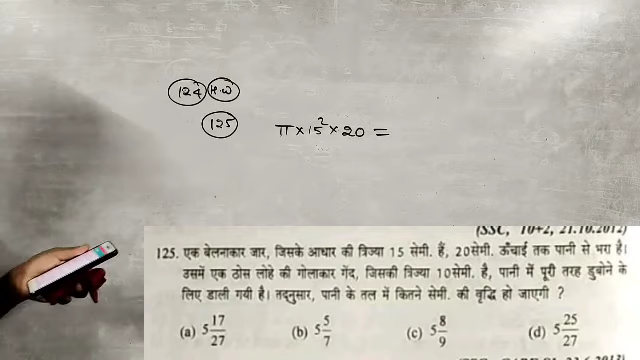 124 H.W
125 π×15²×20=
(SSC, 10+2, 21.10.2012)
125. एक बेलनाकार जार, जिसके आधार की त्रिज्या 15 सेमी. हैं, 20सेमी. ऊँचाई तक पानी से भरा है।
उसमें एक ठोस लोहे की गोलाकार गेंद, जिसकी त्रिज्या 10सेमी. है, पानी में पूरी तरह डुबोने के
लिए डाली गयी है। तद्नुसार, पानी के तल में कितने सेमी. की वृद्धि हो जाएगी ?
(a) 5 17/27 (b) 5 5/7 (c) 5 8/9 (d) 5 25/27